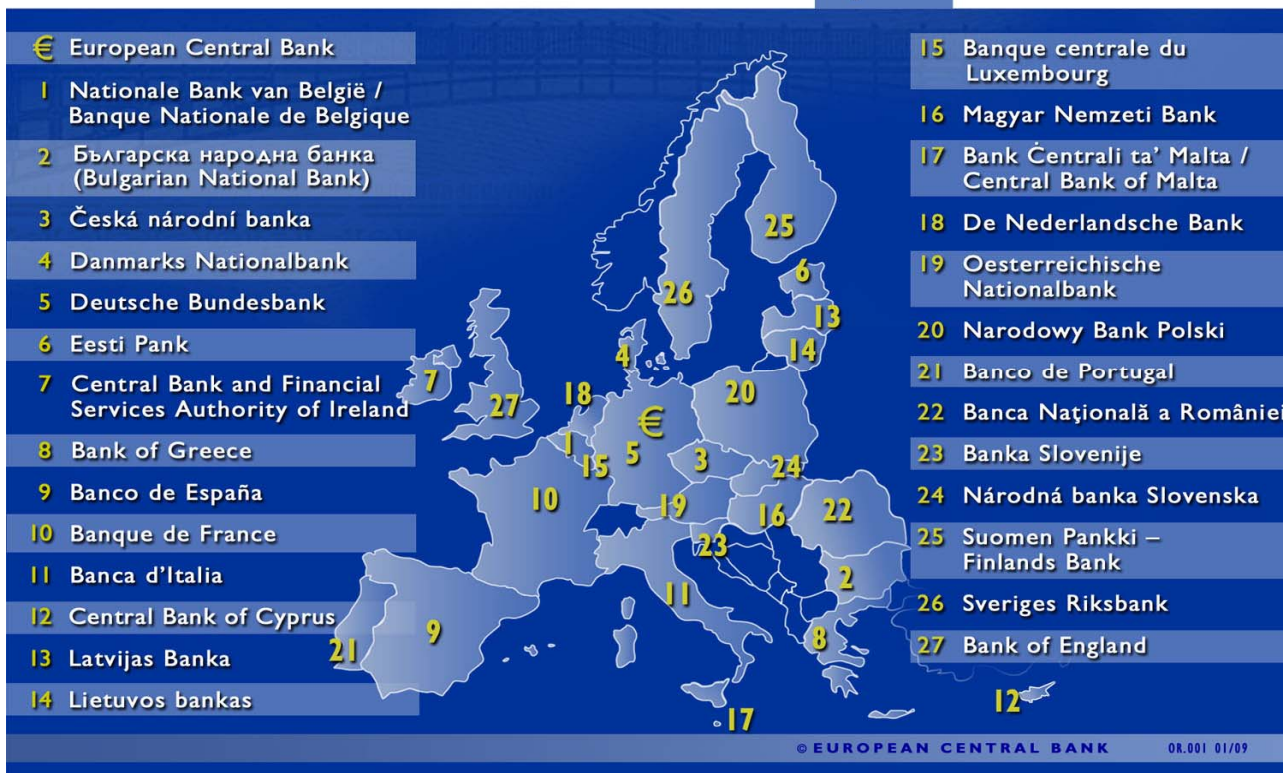 € European Central Bank
1 Nationale Bank van België /
Banque Nationale de Belgique
2 Българска народна банка
(Bulgarian National Bank)
3 Česká národní banka
4 Danmarks Nationalbank
5 Deutsche Bundesbank
6 Eesti Pank
7 Central Bank and Financial
Services Authority of Ireland
8 Bank of Greece
9 Banco de España
10 Banque de France
11 Banca d’Italia
12 Central Bank of Cyprus
13 Latvijas Banka
14 Lietuvos bankas
15 Banque centrale du
Luxembourg
16 Magyar Nemzeti Bank
17 Bank Ċentrali ta’ Malta /
Central Bank of Malta
18 De Nederlandsche Bank
19 Oesterreichische
Nationalbank
20 Narodowy Bank Polski
21 Banco de Portugal
22 Banca Naţională a României
23 Banka Slovenije
24 Národná banka Slovenska
25 Suomen Pankki –
Finlands Bank
26 Sveriges Riksbank
27 Bank of England
25
6
26
13
14
4
7
18
20
27
€
1
5
3
15
24
10
19
16
22
23
2
11
9
8
21
12
17
© EUROPEAN CENTRAL BANK OR.001 01/09